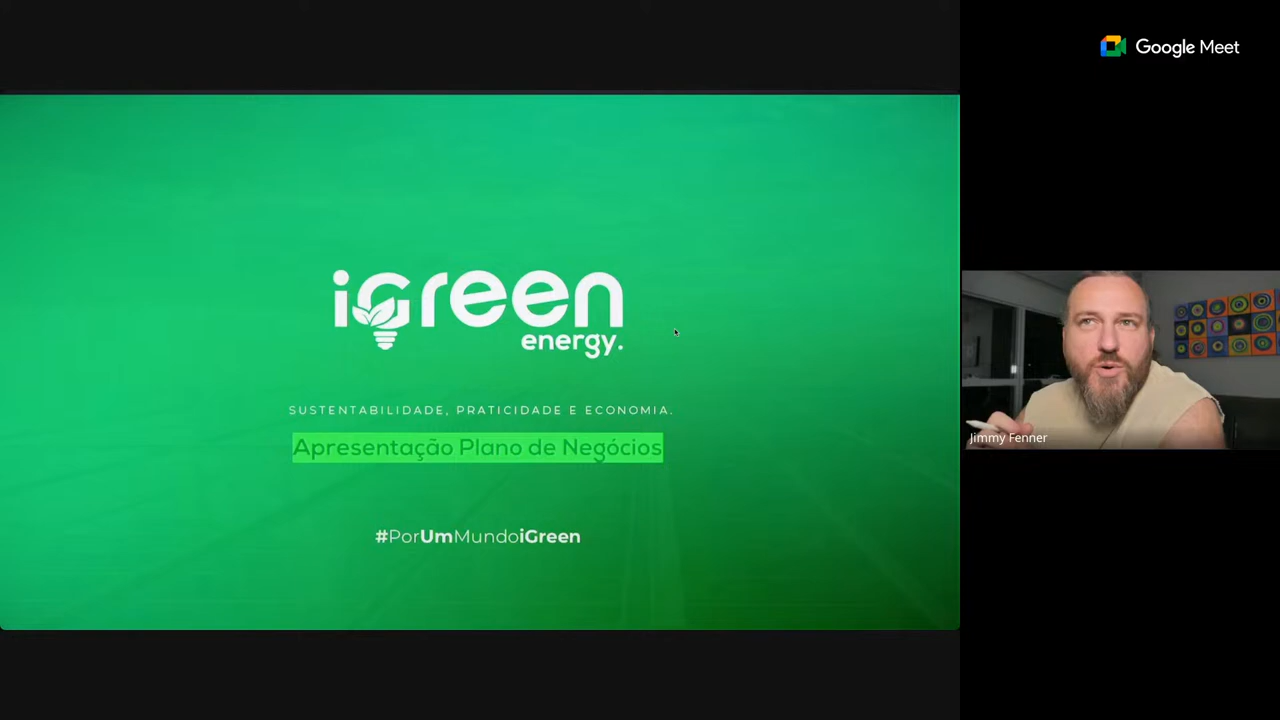 Google Meet
iGreen
energy.
SUSTENTABILIDADE, PRATICIDADE E ECONOMIA.
Apresentação Plano de Negócios
#PorUmMundoiGreen
Jimmy Fenner